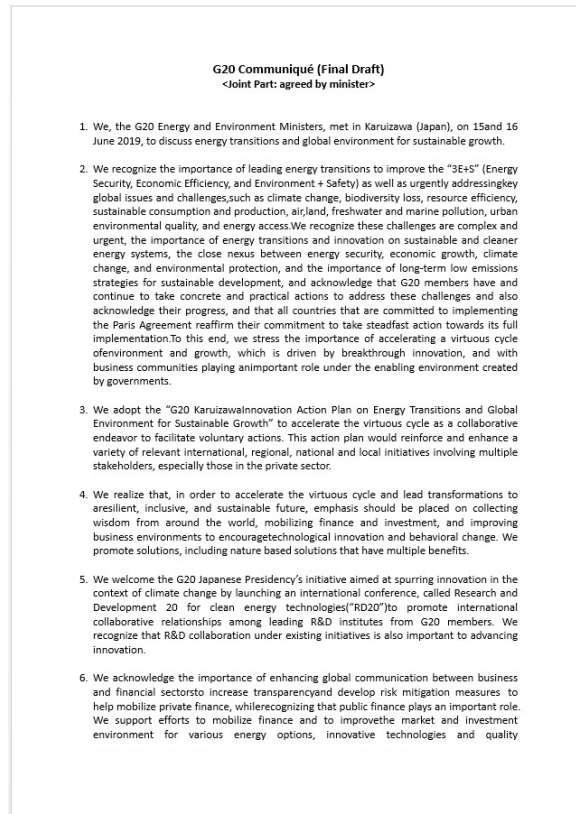 G20 Communiqué (Final Draft)
<Joint Part: agreed by minister>
1. We, the G20 Energy and Environment Ministers, met in Karuizawa (Japan), on 15and 16
June 2019, to discuss energy transitions and global environment for sustainable growth.
2. We recognize the importance of leading energy transitions to improve the “3E+S” (Energy
Security, Economic Efficiency, and Environment + Safety) as well as urgently addressingkey
global issues and challenges,such as climate change, biodiversity loss, resource efficiency,
sustainable consumption and production, air,land, freshwater and marine pollution, urban
environmental quality, and energy access.We recognize these challenges are complex and
urgent, the importance of energy transitions and innovation on sustainable and cleaner
energy systems, the close nexus between energy security, economic growth, climate
change, and environmental protection, and the importance of long-term low emissions
strategies for sustainable development, and acknowledge that G20 members have and
continue to take concrete and practical actions to address these challenges and also
acknowledge their progress, and that all countries that are committed to implementing
the Paris Agreement reaffirm their commitment to take steadfast action towards its full
implementation.To this end, we stress the importance of accelerating a virtuous cycle
ofenvironment and growth, which is driven by breakthrough innovation, and with
business communities playing animportant role under the enabling environment created
by governments.
3. We adopt the “G20 KaruizawaInnovation Action Plan on Energy Transitions and Global
Environment for Sustainable Growth” to accelerate the virtuous cycle as a collaborative
endeavor to facilitate voluntary actions. This action plan would reinforce and enhance a
variety of relevant international, regional, national and local initiatives involving multiple
stakeholders, especially those in the private sector.
4. We realize that, in order to accelerate the virtuous cycle and lead transformations to
aresilient, inclusive, and sustainable future, emphasis should be placed on collecting
wisdom from around the world, mobilizing finance and investment, and improving
business environments to encouragetechnological innovation and behavioral change. We
promote solutions, including nature based solutions that have multiple benefits.
5. We welcome the G20 Japanese Presidency’s initiative aimed at spurring innovation in the
context of climate change by launching an international conference, called Research and
Development 20 for clean energy technologies(“RD20”)to promote international
collaborative relationships among leading R&D institutes from G20 members. We
recognize that R&D collaboration under existing initiatives is also important to advancing
innovation.
6. We acknowledge the importance of enhancing global communication between business
and financial sectorsto increase transparencyand develop risk mitigation measures to
help mobilize private finance, whilerecognizing that public finance plays an important role.
We support efforts to mobilize finance and to improvethe market and investment
environment for various energy options, innovative technologies and quality